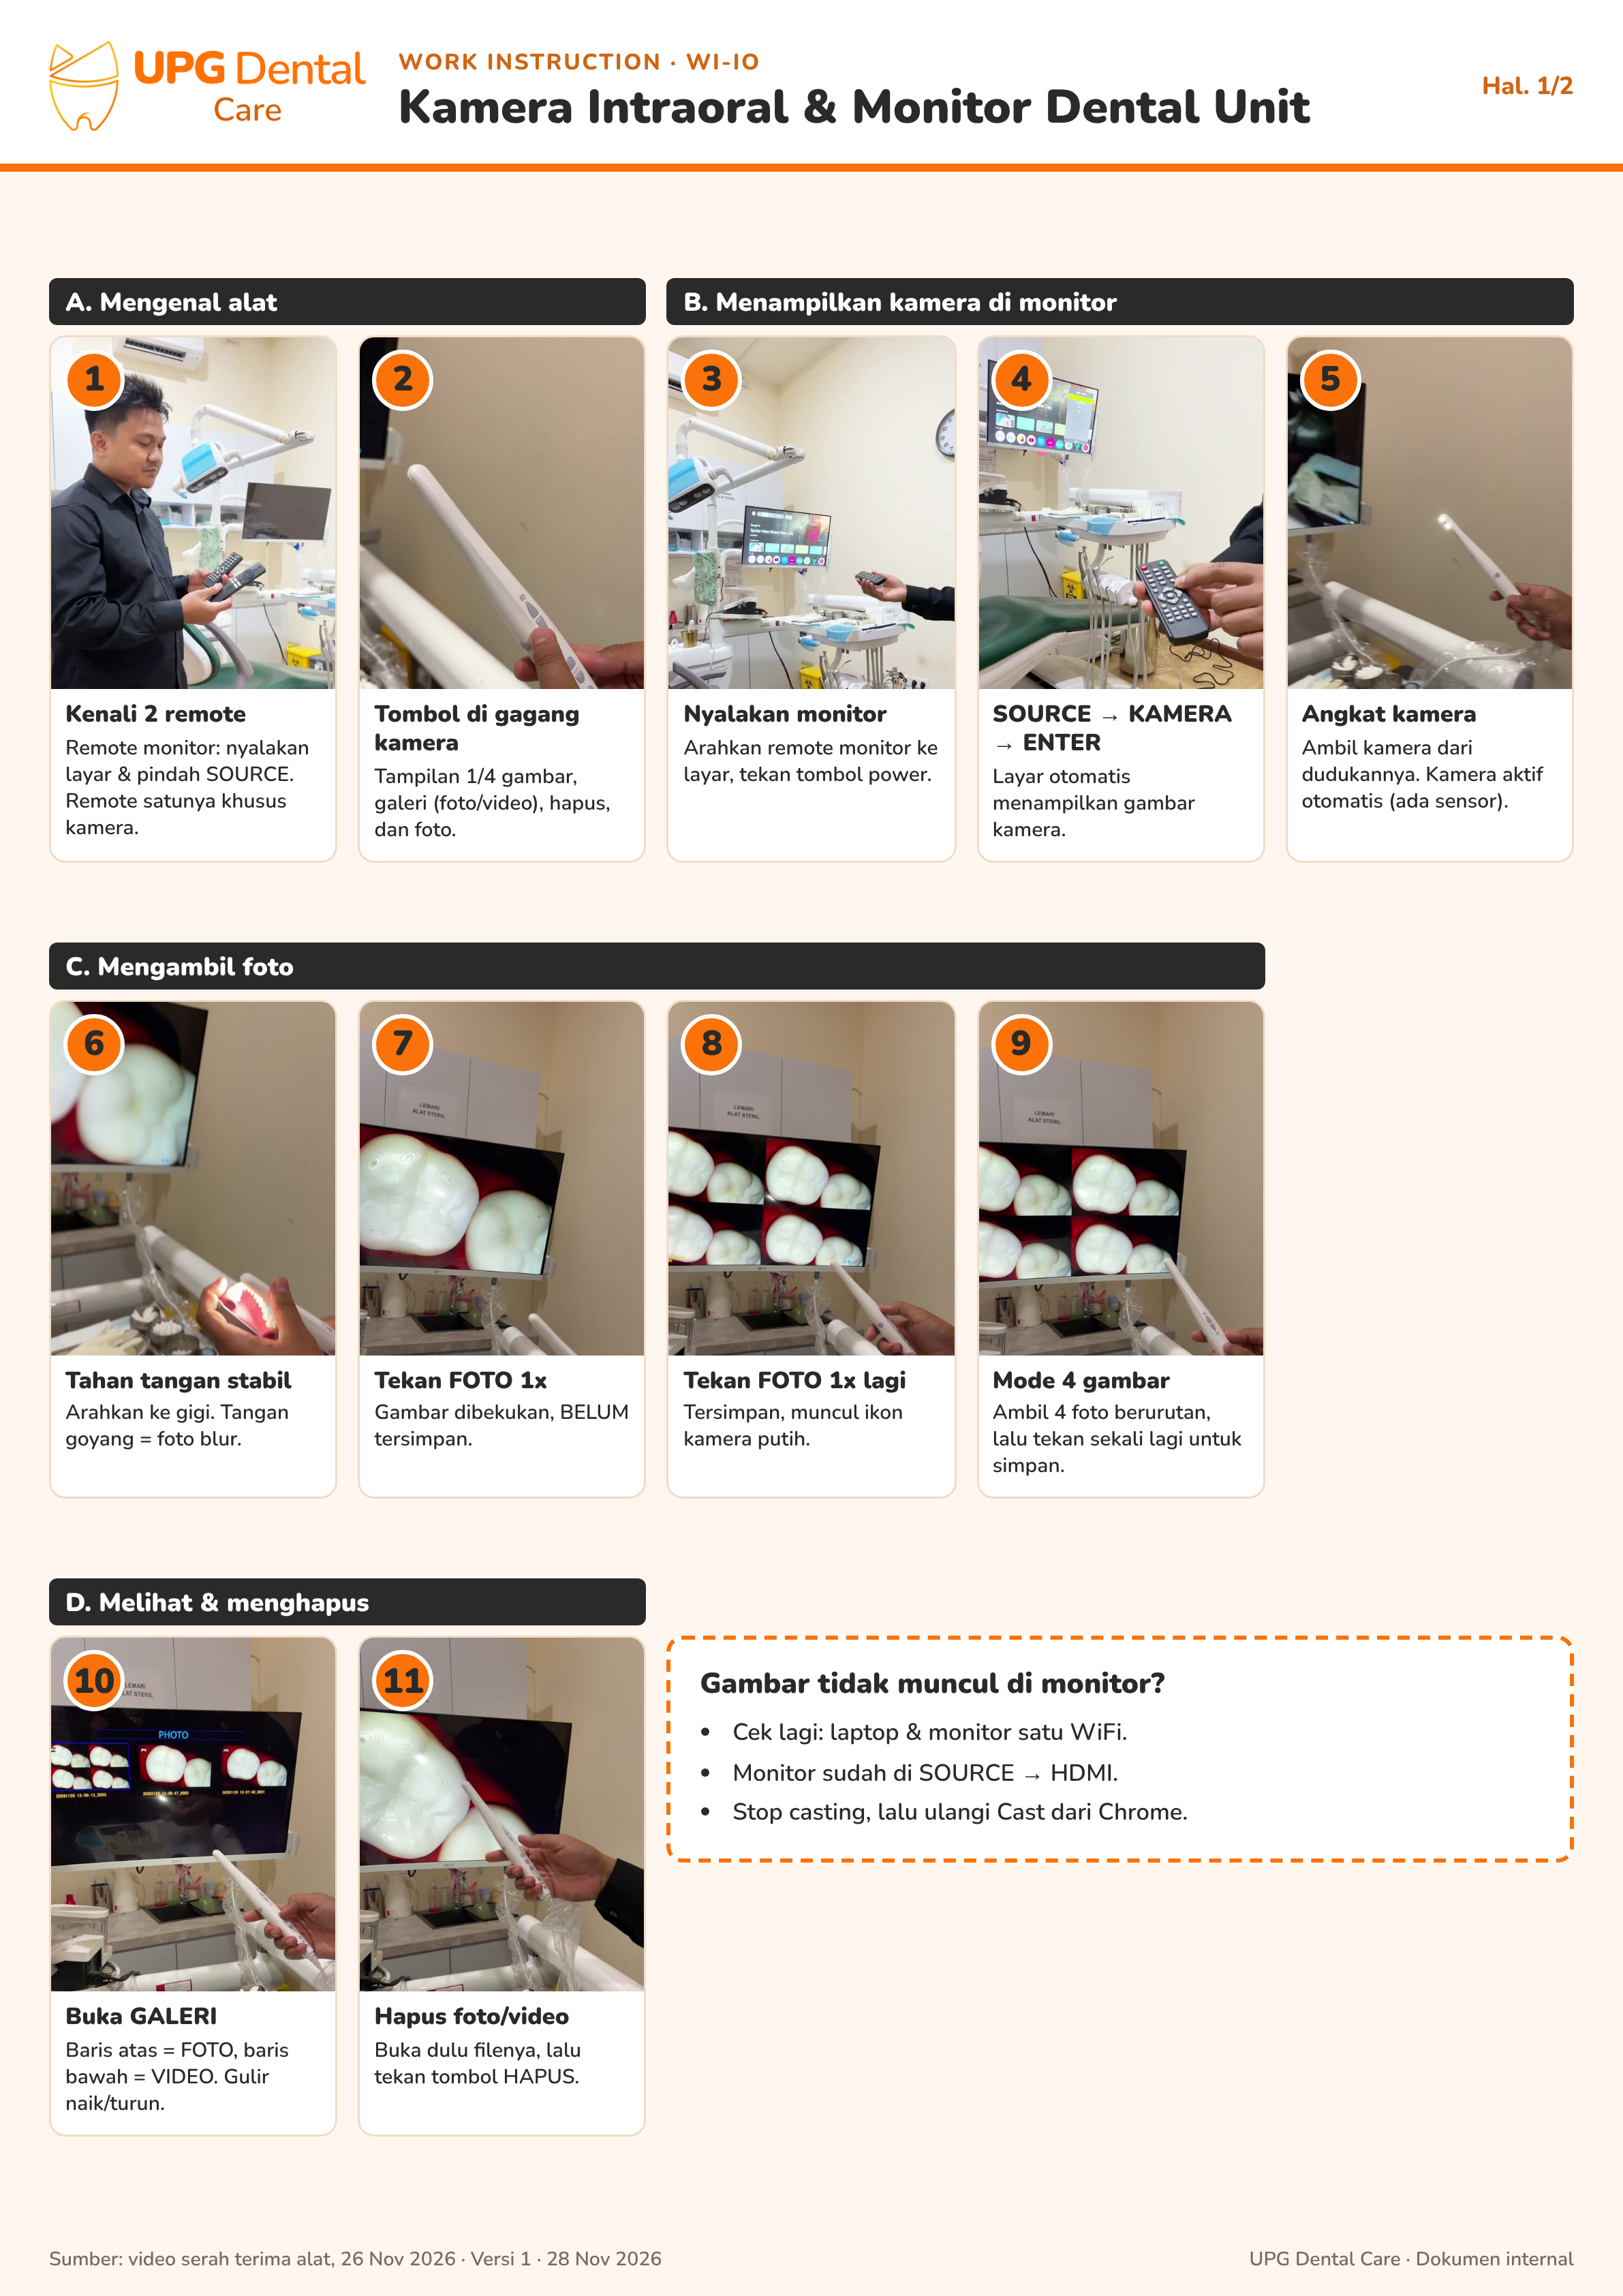 UPG Dental
Care
WORK INSTRUCTION · WI-IO
Kamera Intraoral & Monitor Dental Unit
Hal. 1/2
A. Mengenal alat
B. Menampilkan kamera di monitor
1
2
3
4
5
Kenali 2 remote
Remote monitor: nyalakan
layar & pindah SOURCE.
Remote satunya khusus
kamera.
Tombol di gagang
kamera
Tampilan 1/4 gambar,
galeri (foto/video), hapus,
dan foto.
Nyalakan monitor
Arahkan remote monitor ke
layar, tekan tombol power.
SOURCE → KAMERA
→ ENTER
Layar otomatis
menampilkan gambar
kamera.
Angkat kamera
Ambil kamera dari
dudukannya. Kamera aktif
otomatis (ada sensor).
C. Mengambil foto
6
7
LEMARI
ALAT STERIL
8
LEMARI
ALAT STERIL
9
LEMARI
ALAT STERIL
Tahan tangan stabil
Arahkan ke gigi. Tangan
goyang = foto blur.
Tekan FOTO 1x
Gambar dibekukan, BELUM
tersimpan.
Tekan FOTO 1x lagi
Tersimpan, muncul ikon
kamera putih.
Mode 4 gambar
Ambil 4 foto berurutan,
lalu tekan sekali lagi untuk
simpan.
D. Melihat & menghapus
10
LEMARI
ALAT STERIL
PHOTO
11
Buka GALERI
Baris atas = FOTO, baris
bawah = VIDEO. Gulir
naik/turun.
Hapus foto/video
Buka dulu filenya, lalu
tekan tombol HAPUS.
Gambar tidak muncul di monitor?
• Cek lagi: laptop & monitor satu WiFi.
• Monitor sudah di SOURCE → HDMI.
• Stop casting, lalu ulangi Cast dari Chrome.
Sumber: video serah terima alat, 26 Nov 2026 · Versi 1 · 28 Nov 2026
UPG Dental Care · Dokumen internal